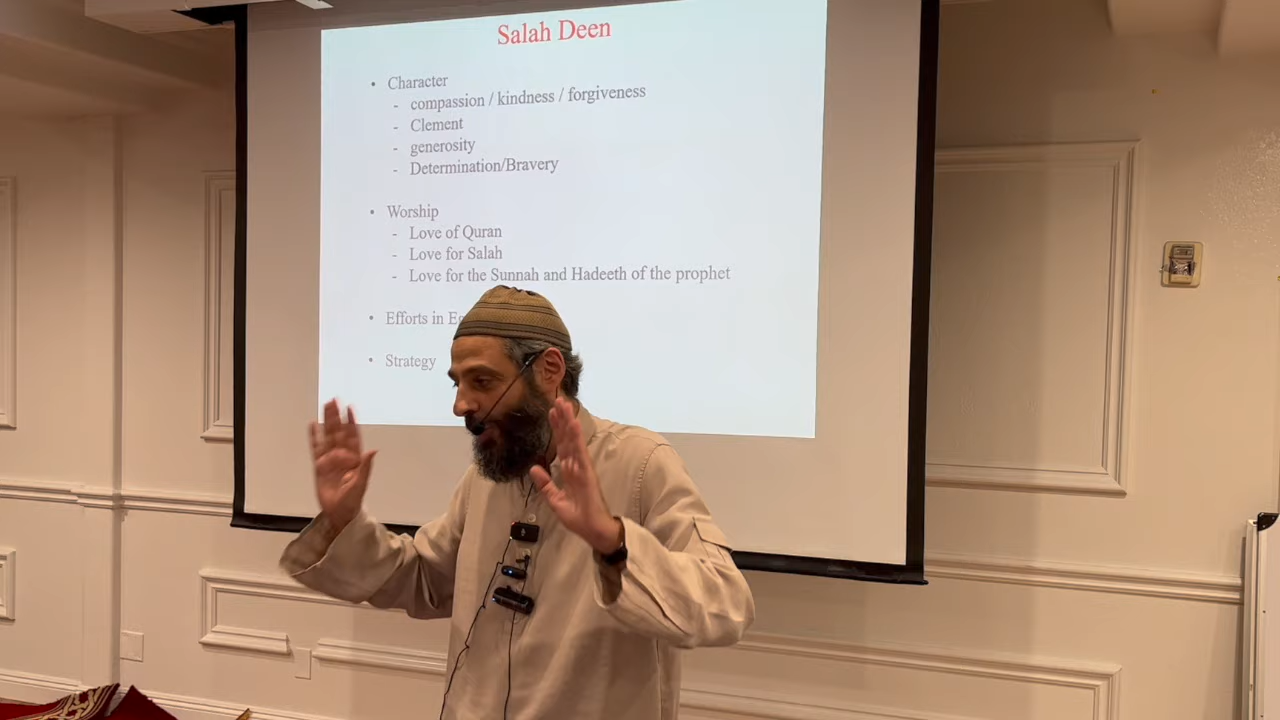 Salah Deen
• Character
- compassion / kindness / forgiveness
- Clement
- generosity
- Determination/Bravery
• Worship
- Love of Quran
- Love for Salah
- Love for the Sunnah and Hadeeth of the prophet
• Efforts in
• Strategy